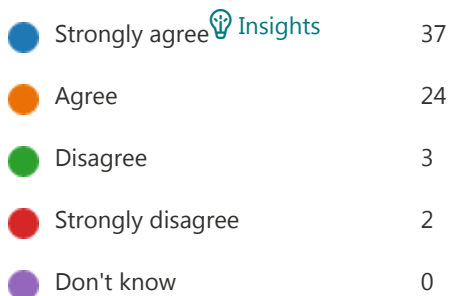 Strongly agree Insights 37
Agree 24
Disagree 3
Strongly disagree 2
Don't know 0